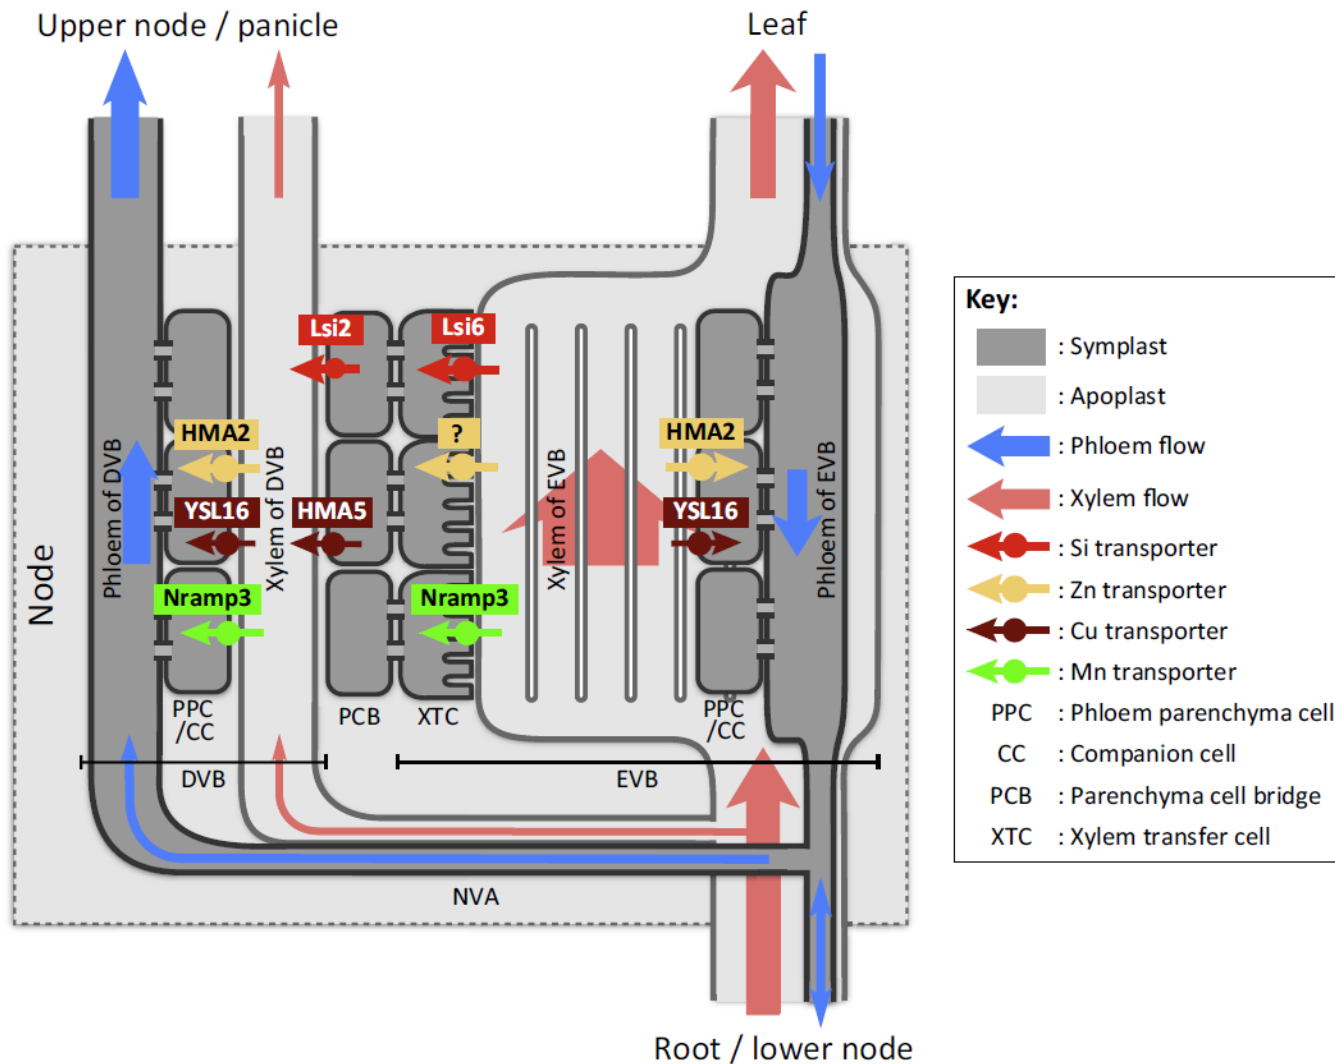 Upper node / panicle
Leaf
Lsi2
Lsi6
HMA2
?
HMA2
YSL16
HMA5
YSL16
Nramp3
Nramp3
Node
Phloem of DVB
Xylem of DVB
Xylem of EVB
Phloem of EVB
PPC
/CC
PCB
XTC
PPC
/CC
DVB
EVB
NVA
Root / lower node
Key:
: Symplast
: Apoplast
: Phloem flow
: Xylem flow
: Si transporter
: Zn transporter
: Cu transporter
: Mn transporter
PPC : Phloem parenchyma cell
CC : Companion cell
PCB : Parenchyma cell bridge
XTC : Xylem transfer cell